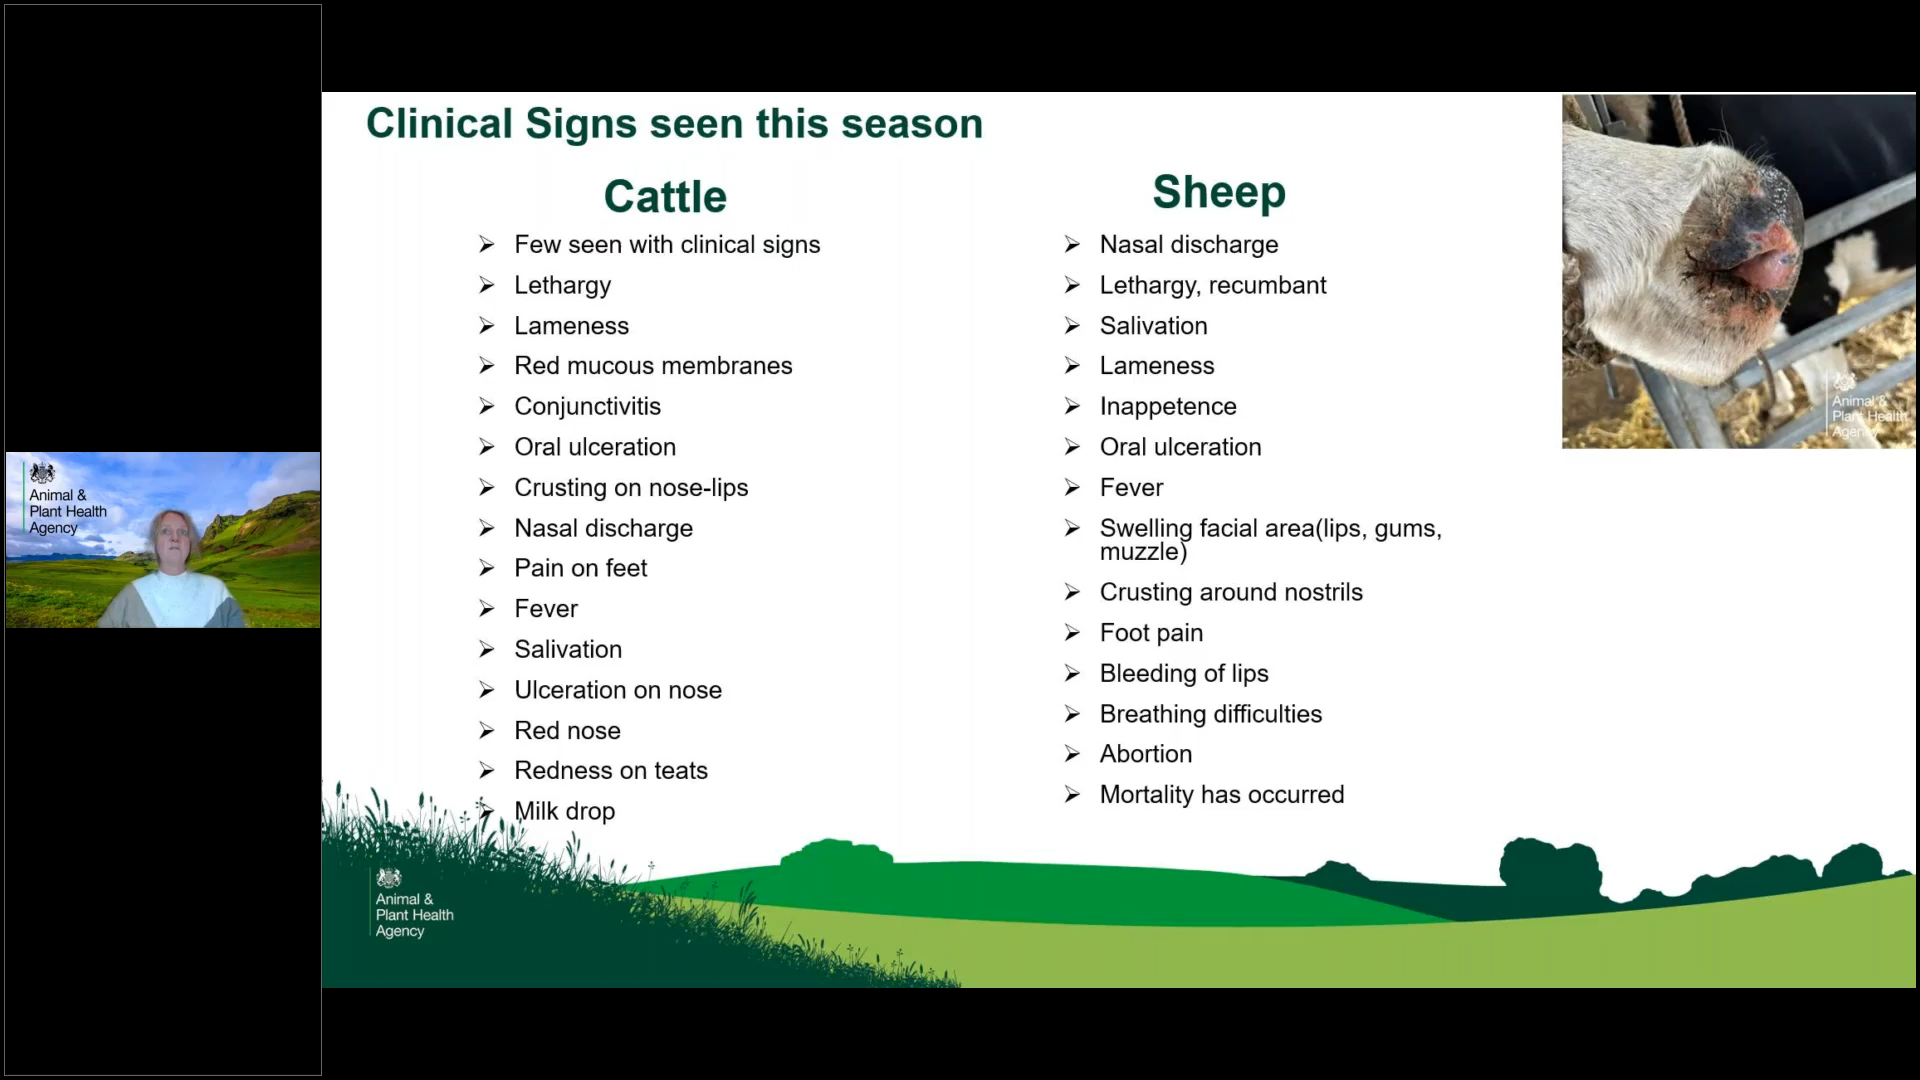 Clinical Signs seen this season
Cattle
Few seen with clinical signs
Lethargy
Lameness
Red mucous membranes
Conjunctivitis
Oral ulceration
Crusting on nose-lips
Nasal discharge
Pain on feet
Fever
Salivation
Ulceration on nose
Red nose
Redness on teats
Milk drop
Sheep
Nasal discharge
Lethargy, recumbant
Salivation
Lameness
Inappetence
Oral ulceration
Fever
Swelling facial area(lips, gums,
muzzle)
Crusting around nostrils
Foot pain
Bleeding of lips
Breathing difficulties
Abortion
Mortality has occurred
Animal &
Plant Health
Agency
Animal &
Plant Health
Agency
Animal &
Plant Health
Agency